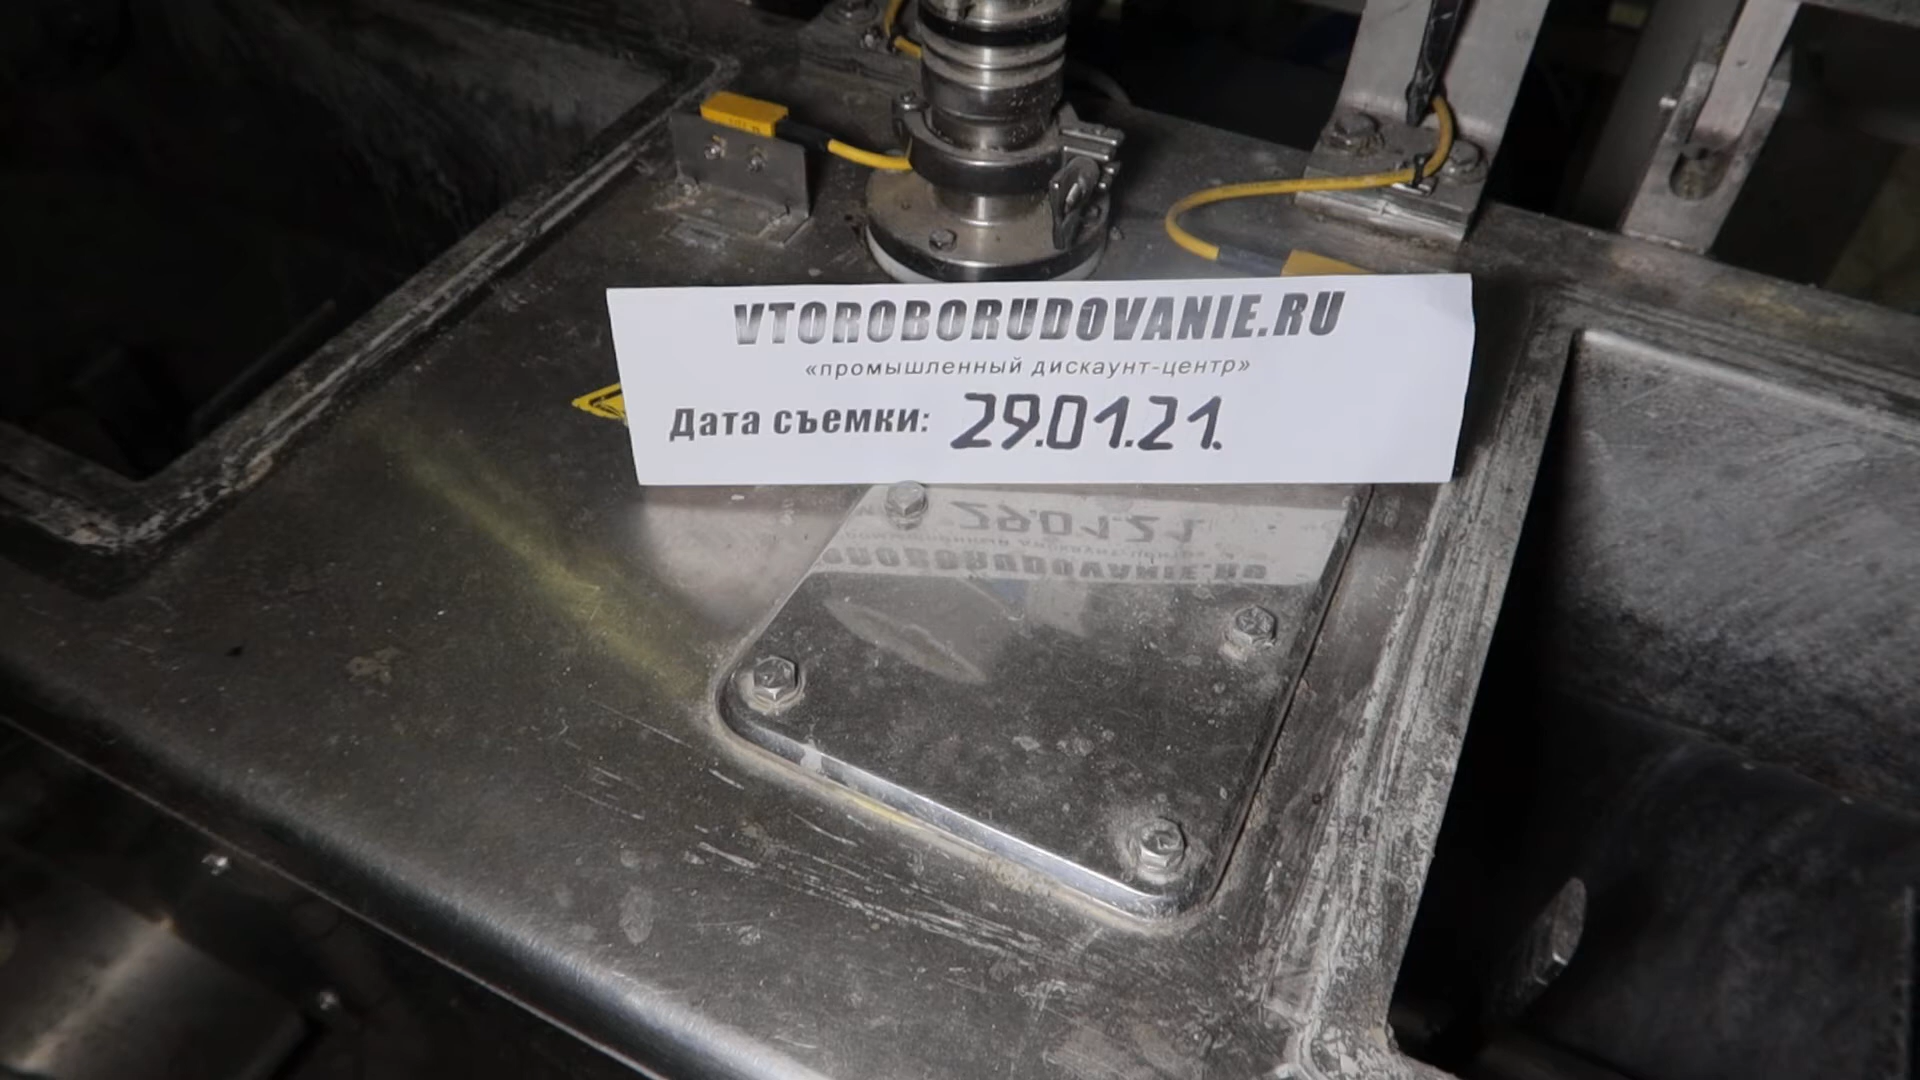 VTOROBORUDOVANIE.RU
«промышленный дискаунт-центр»
Дата съемки: 29.01.21.